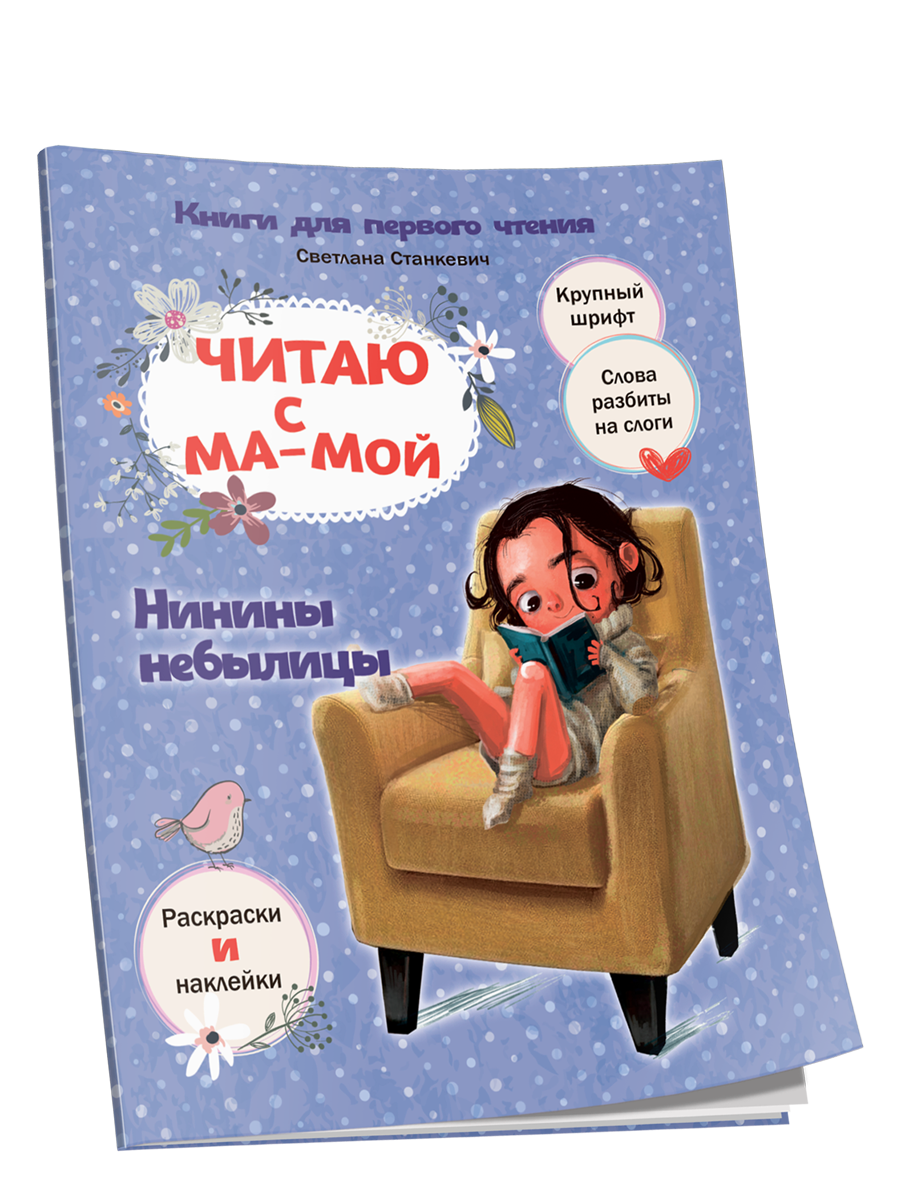 Книги для первого чтения
Светлана Станкевич
Крупный
шрифт
ЧИТАЮ
С
МА-МОЙ
Слова
разбиты
на слоги
Нинины
небылицы
Раскраски
и
наклейки